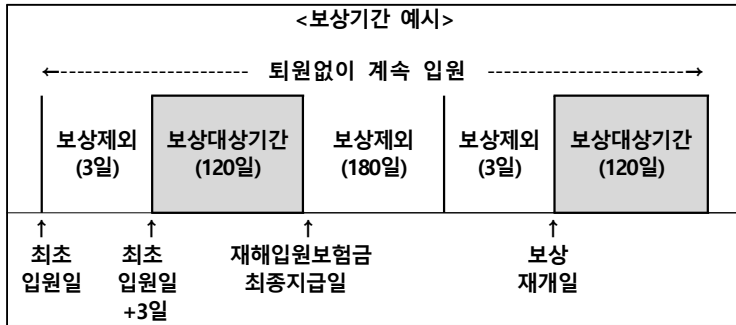 <보상기간 예시>
←----------------------- 퇴원없이 계속 입원 -----------------------→
보상제외 보상대상기간 보상제외 보상제외 보상대상기간
(3일) (120일) (180일) (3일) (120일)
↑ ↑ ↑ ↑
최초 최초 재해입원보험금 보상
입원일 입원일 최종지급일 재개일
+3일